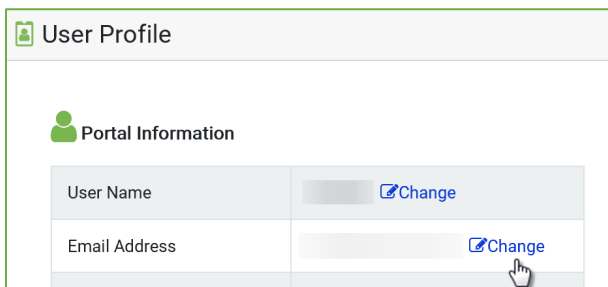 User Profile
Portal Information
User Name Change
Email Address Change